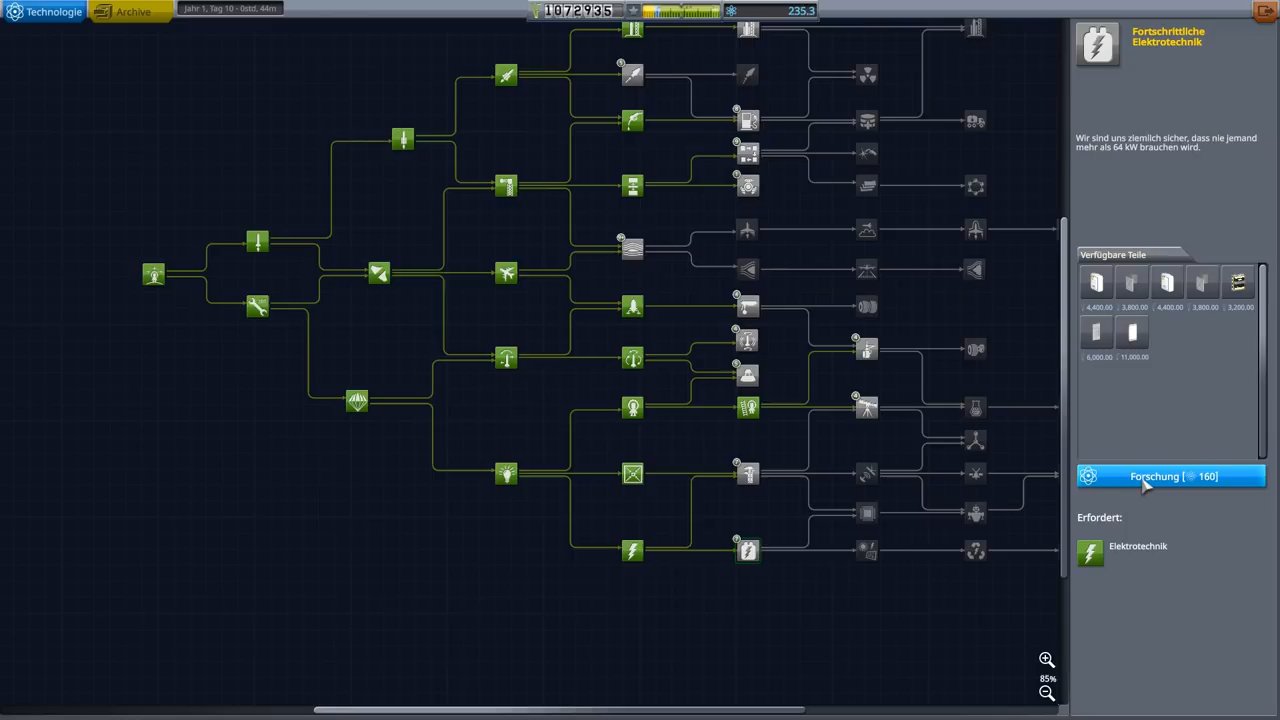 Technologie
Archive
Jahr 1, Tag 10 - 0std, 44m
1072935
235.3
Fortschrittliche
Elektrotechnik
Wir sind uns ziemlich sicher, dass nie jemand
mehr als 64 kW brauchen wird.
Verfügbare Teile
4,400.00 3,800.00 4,400.00 3,800.00 3,200.00
6,000.00 11,000.00
Forschung [160]
Erfordert:
Elektrotechnik
85%